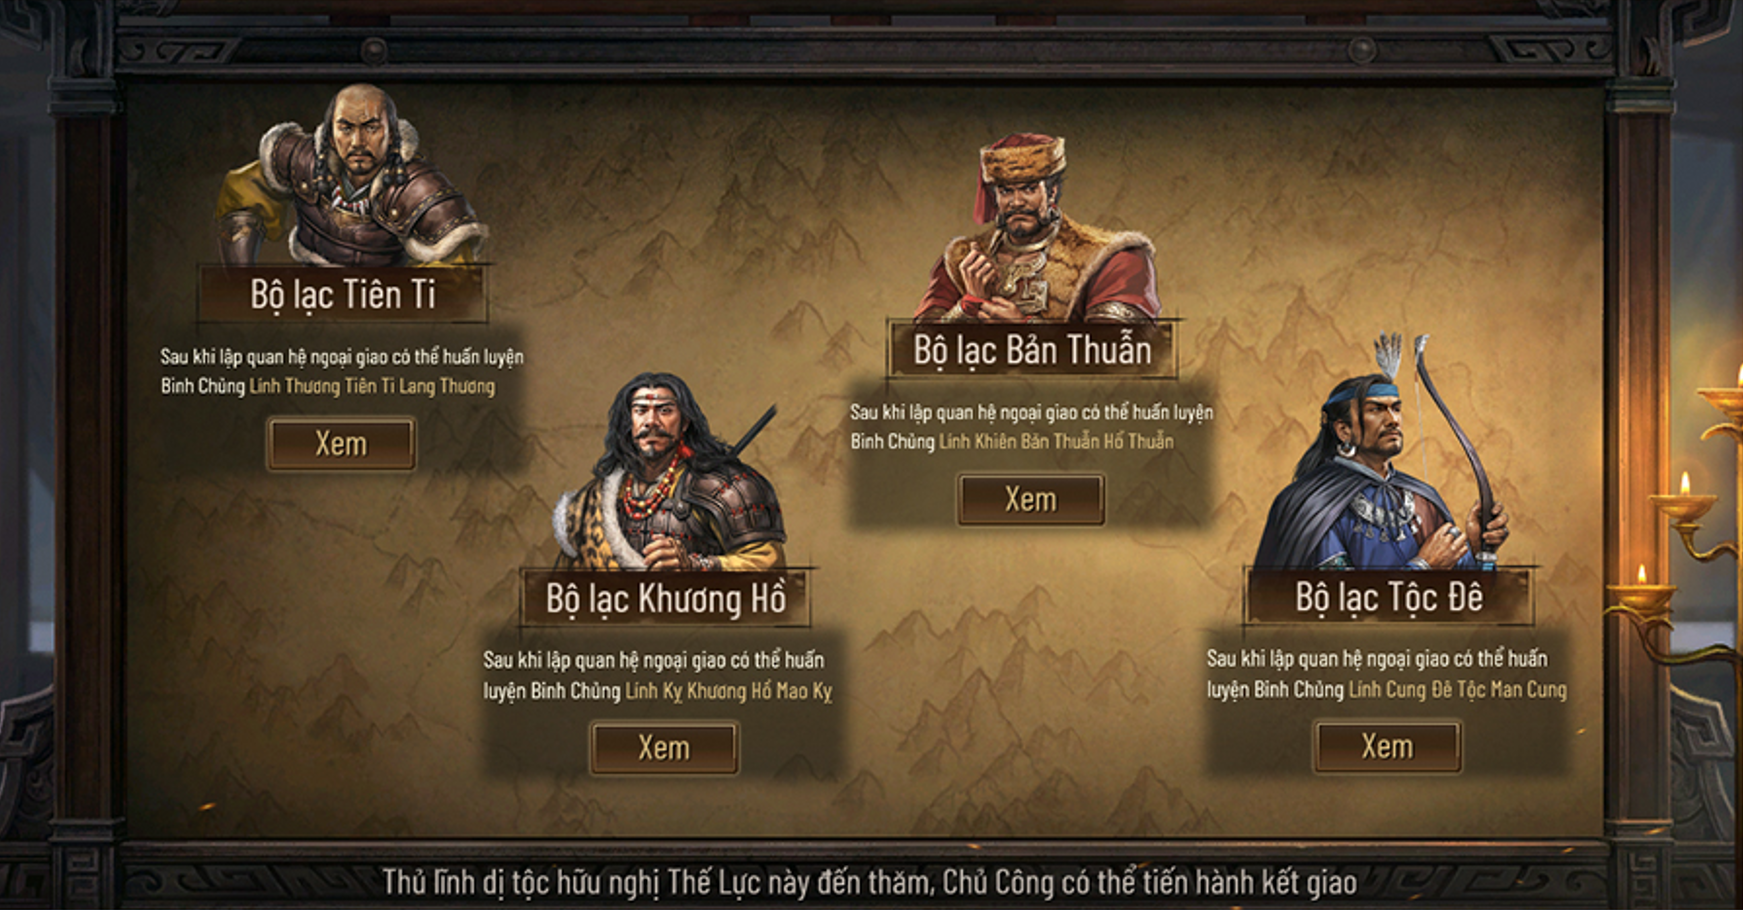 Bộ lạc Tiên Ti
Sau khi lập quan hệ ngoại giao có thể huấn luyện
Binh Chủng Lính Thương Tiên Ti Lang Thương
Xem
Bộ lạc Khương Hồ
Sau khi lập quan hệ ngoại giao có thể huấn
luyện Binh Chủng Lính Kỵ Khương Hồ Mao Kỵ
Xem
Bộ lạc Bản Thuẫn
Sau khi lập quan hệ ngoại giao có thể huấn luyện
Binh Chủng Lính Khiên Bản Thuẫn Hổ Thuẫn
Xem
Bộ lạc Tộc Đê
Sau khi lập quan hệ ngoại giao có thể huấn
luyện Binh Chủng Lính Cung Đê Tộc Man Cung
Xem
Thủ lĩnh dị tộc hữu nghị Thế Lực này đến thăm, Chủ Công có thể tiến hành kết giao